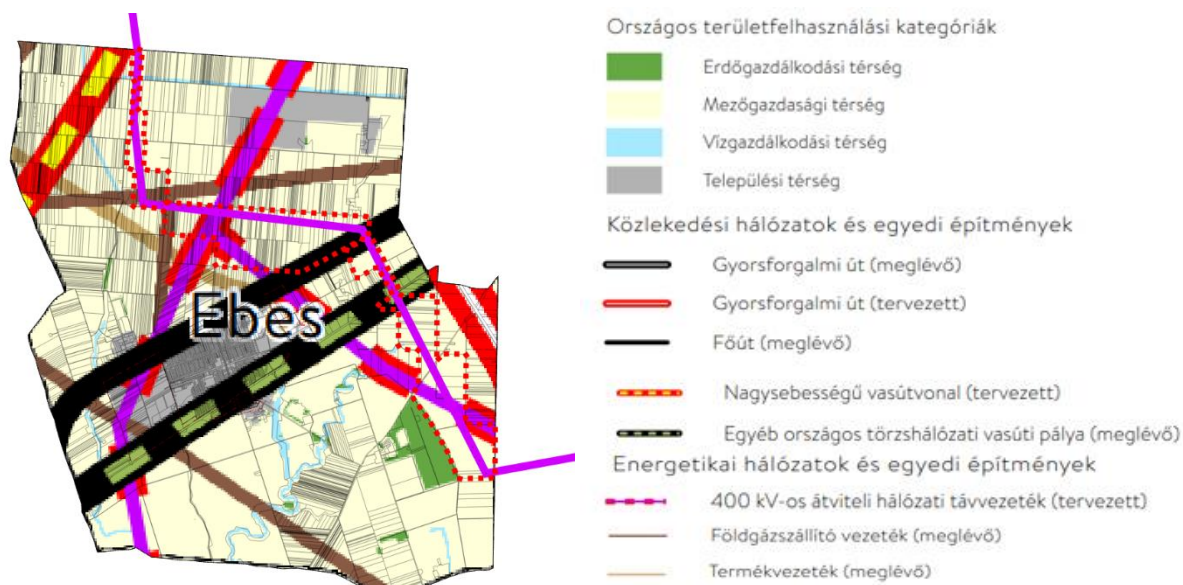 Ebes
Országos területfelhasználási kategóriák
Erdőgazdálkodási térség
Mezőgazdasági térség
Vízgazdálkodási térség
Települési térség
Közlekedési hálózatok és egyedi építmények
Gyorsforgalmi út (meglévő)
Gyorsforgalmi út (tervezett)
Főút (meglévő)
Nagysebességű vasútvonal (tervezett)
Egyéb országos törzshálózati vasúti pálya (meglévő)
Energetikai hálózatok és egyedi építmények
400 kV-os átviteli hálózati távvezeték (tervezett)
Földgázszállító vezeték (meglévő)
Termékvezeték (meglévő)